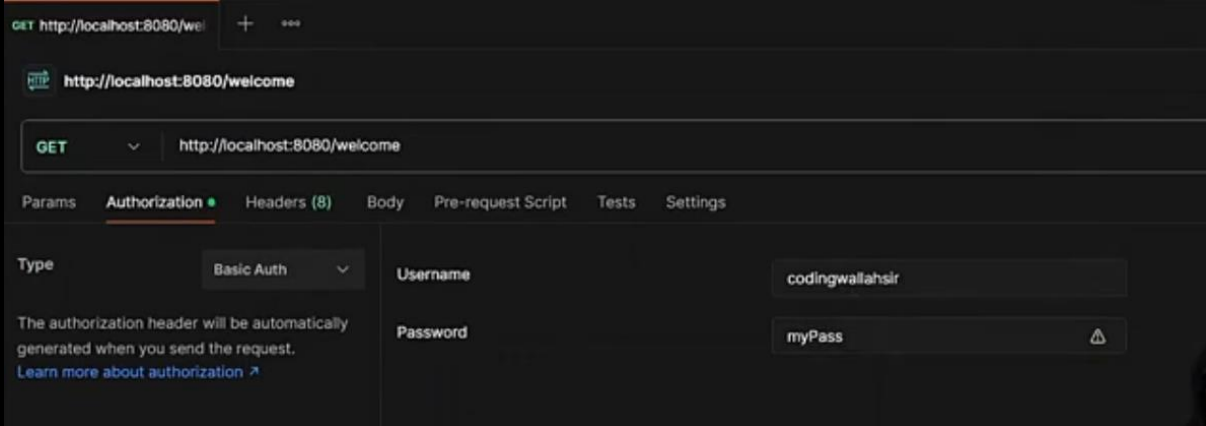 GET http://localhost:8080/wel
HTTP http://localhost:8080/welcome
GET http://localhost:8080/welcome
Params Authorization Headers (8) Body Pre-request Script Tests Settings
Type Basic Auth
The authorization header will be automatically
generated when you send the request.
Learn more about authorization ↗
Username codingwallahsir
Password myPass